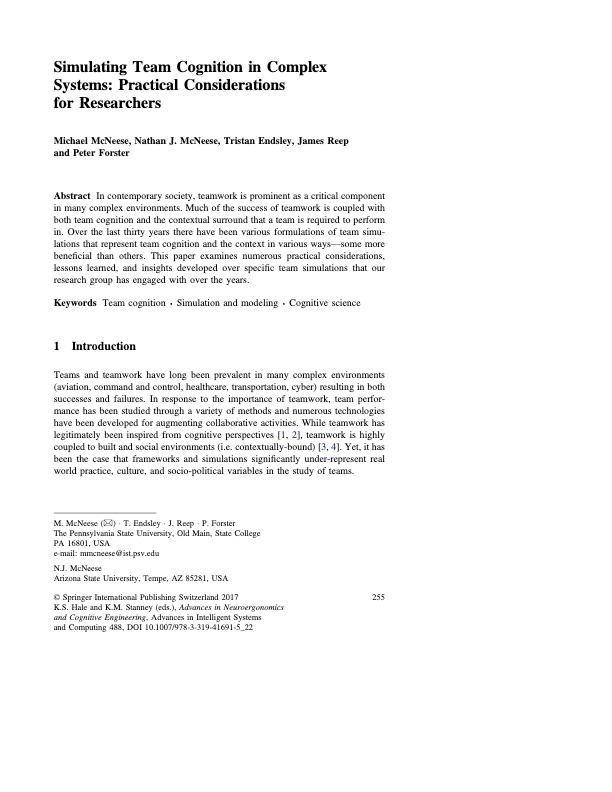 Simulating Team Cognition in Complex
Systems: Practical Considerations
for Researchers
Michael McNeese, Nathan J. McNeese, Tristan Endsley, James Reep
and Peter Forster
Abstract In contemporary society, teamwork is prominent as a critical component
in many complex environments. Much of the success of teamwork is coupled with
both team cognition and the contextual surround that a team is required to perform
in. Over the last thirty years there have been various formulations of team simu-
lations that represent team cognition and the context in various ways—some more
beneficial than others. This paper examines numerous practical considerations,
lessons learned, and insights developed over specific team simulations that our
research group has engaged with over the years.
Keywords Team cognition · Simulation and modeling · Cognitive science
1 Introduction
Teams and teamwork have long been prevalent in many complex environments
(aviation, command and control, healthcare, transportation, cyber) resulting in both
successes and failures. In response to the importance of teamwork, team perfor-
mance has been studied through a variety of methods and numerous technologies
have been developed for augmenting collaborative activities. While teamwork has
legitimately been inspired from cognitive perspectives [1, 2], teamwork is highly
coupled to built and social environments (i.e. contextually-bound) [3, 4]. Yet, it has
been the case that frameworks and simulations significantly under-represent real
world practice, culture, and socio-political variables in the study of teams.
M. McNeese (✉) · T. Endsley · J. Reep · P. Forster
The Pennsylvania State University, Old Main, State College
PA 16801, USA
e-mail: mmcneese@ist.psv.edu
N.J. McNeese
Arizona State University, Tempe, AZ 85281, USA
© Springer International Publishing Switzerland 2017 255
K.S. Hale and K.M. Stanney (eds.), Advances in Neuroergonomics
and Cognitive Engineering, Advances in Intelligent Systems
and Computing 488, DOI 10.1007/978-3-319-41691-5_22